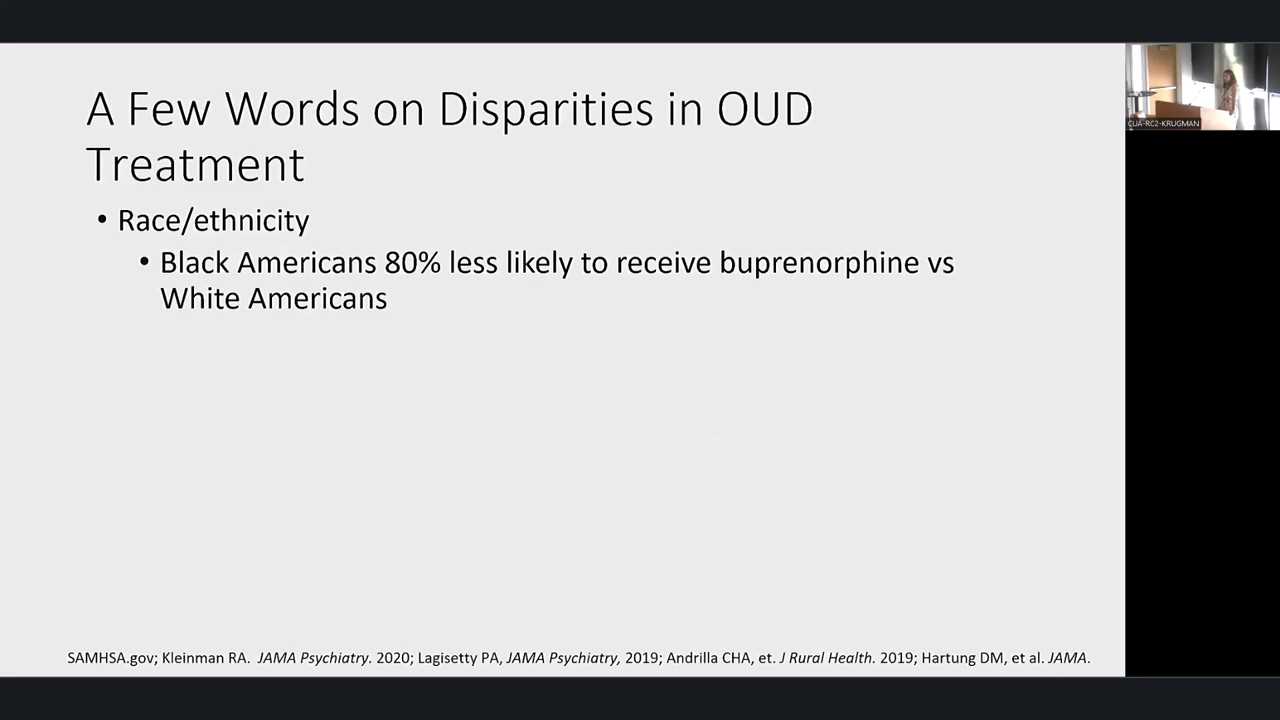 A Few Words on Disparities in OUD
Treatment
• Race/ethnicity
• Black Americans 80% less likely to receive buprenorphine vs
White Americans
SAMHSA.gov; Kleinman RA. JAMA Psychiatry. 2020; Lagisetty PA, JAMA Psychiatry, 2019; Andrilla CHA, et. J Rural Health. 2019; Hartung DM, et al. JAMA.
CUA-RC2-KRUGMAN